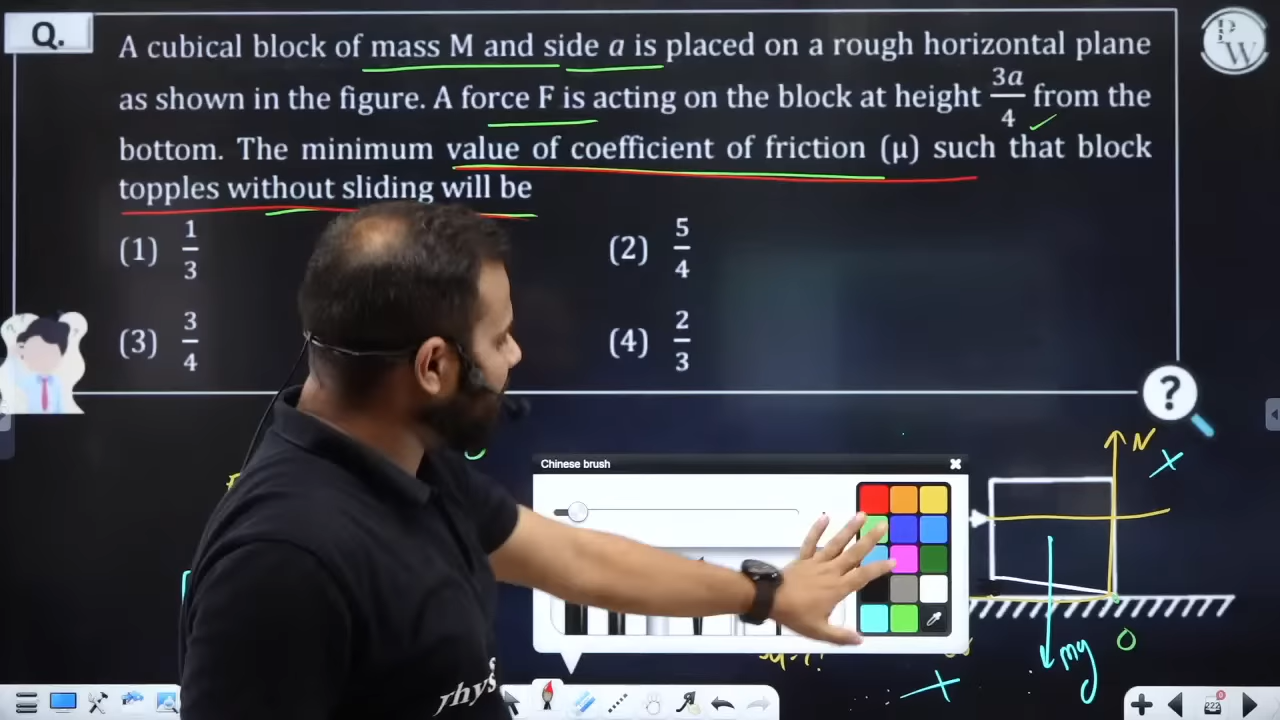 Q.
A cubical block of mass M and side a is placed on a rough horizontal plane
as shown in the figure. A force F is acting on the block at height 3a/4 from the
bottom. The minimum value of coefficient of friction (μ) such that block
topples without sliding will be
(1) 1/3
(2) 5/4
(3) 3/4
(4) 2/3
P
W
?
Chinese brush
N
X
O
mg
222